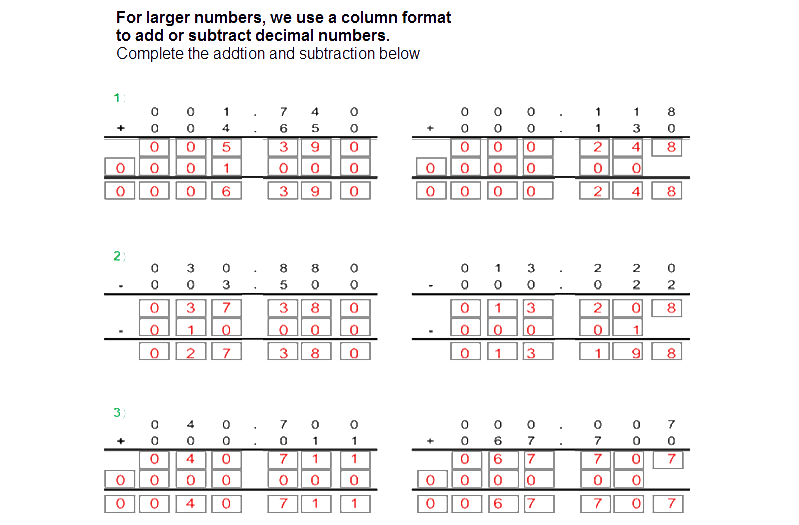 For larger numbers, we use a column format
to add or subtract decimal numbers.
Complete the addtion and subtraction below
1:
0 0 1 . 7 4 0
+ 0 0 4 . 6 5 0
0 0 5 3 9 0
0 0 0 1 0 0 0
0 0 0 6 3 9 0
0 0 0 . 1 1 8
+ 0 0 0 . 1 3 0
0 0 0 2 4 8
0 0 0 0 0 0
0 0 0 0 2 4 8
2:
0 3 0 . 8 8 0
- 0 0 3 . 5 0 0
0 3 7 3 8 0
- 0 1 0 0 0 0
0 2 7 3 8 0
0 1 3 . 2 2 0
- 0 0 0 . 0 2 2
0 1 3 2 0 8
- 0 0 0 0 1
0 1 3 1 9 8
3:
0 4 0 . 7 0 0
+ 0 0 0 . 0 1 1
0 4 0 7 1 1
0 0 0 0 0 0 0
0 0 4 0 7 1 1
0 0 0 . 0 0 7
+ 0 6 7 . 7 0 0
0 6 7 7 0 7
0 0 0 0 0 0
0 0 6 7 7 0 7